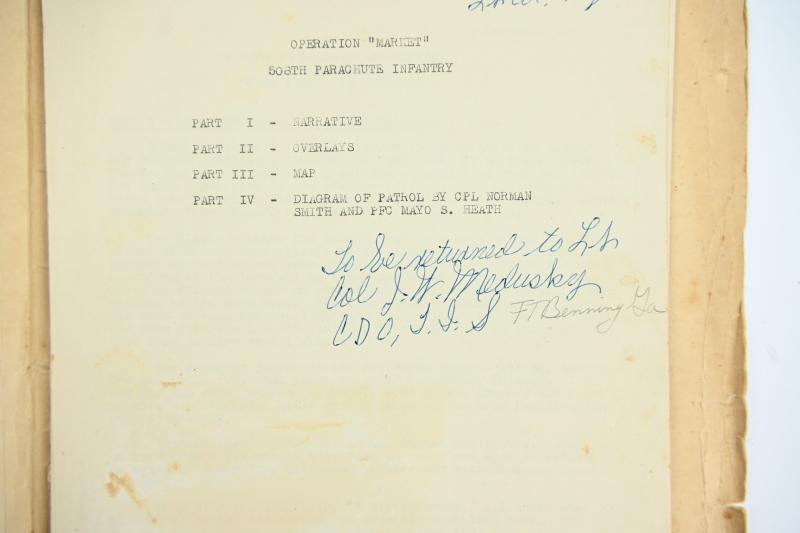 OPERATION "MARKET"
508TH PARACHUTE INFANTRY
PART I - NARRATIVE
PART II - OVERLAYS
PART III - MAP
PART IV - DIAGRAM OF PATROL BY CPL NORMAN
SMITH AND PFC MAYO S. HEATH
To be returned to Lt
Col J. W. Medusky
CDO, T. I. S Ft Benning Ga